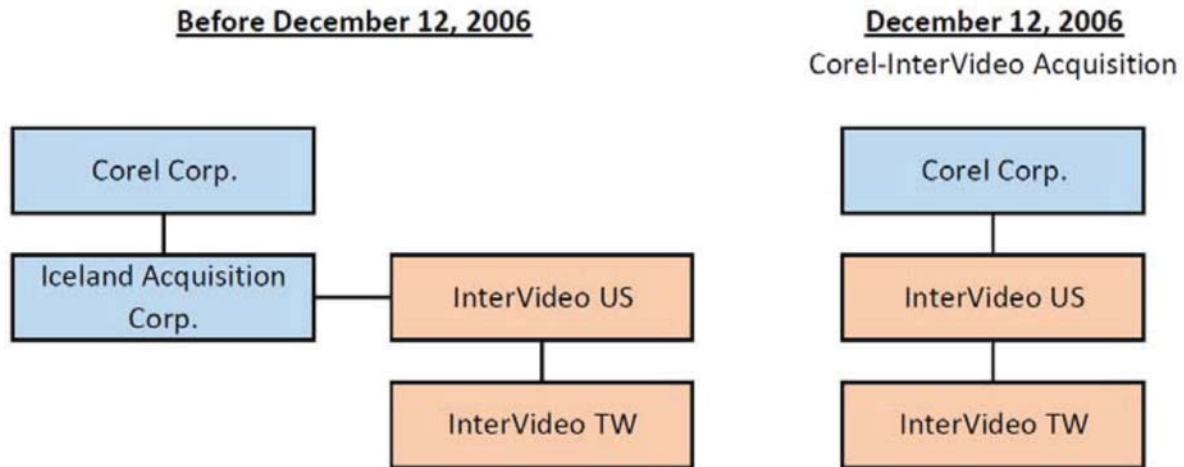 Before December 12, 2006
December 12, 2006
Corel-InterVideo Acquisition
Corel Corp.
Iceland Acquisition
Corp.
InterVideo US
InterVideo TW
Corel Corp.
InterVideo US
InterVideo TW